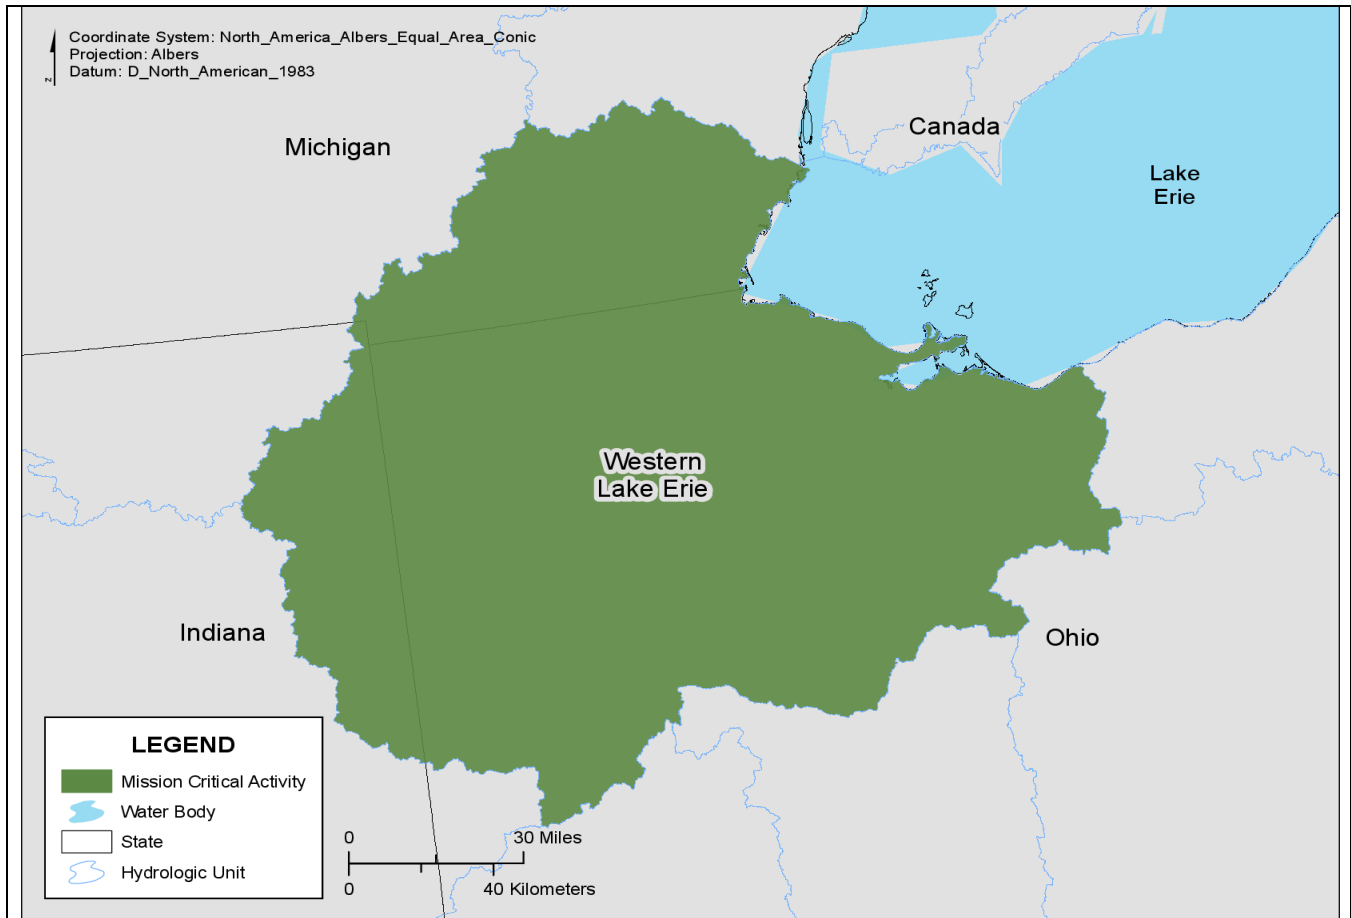 Coordinate System: North_America_Albers_Equal_Area_Conic
Projection: Albers
Datum: D_North_American_1983
N
Michigan
Canada
Lake
Erie
Western
Lake Erie
Indiana
Ohio
LEGEND
Mission Critical Activity
Water Body
State
Hydrologic Unit
0 30 Miles
0 40 Kilometers